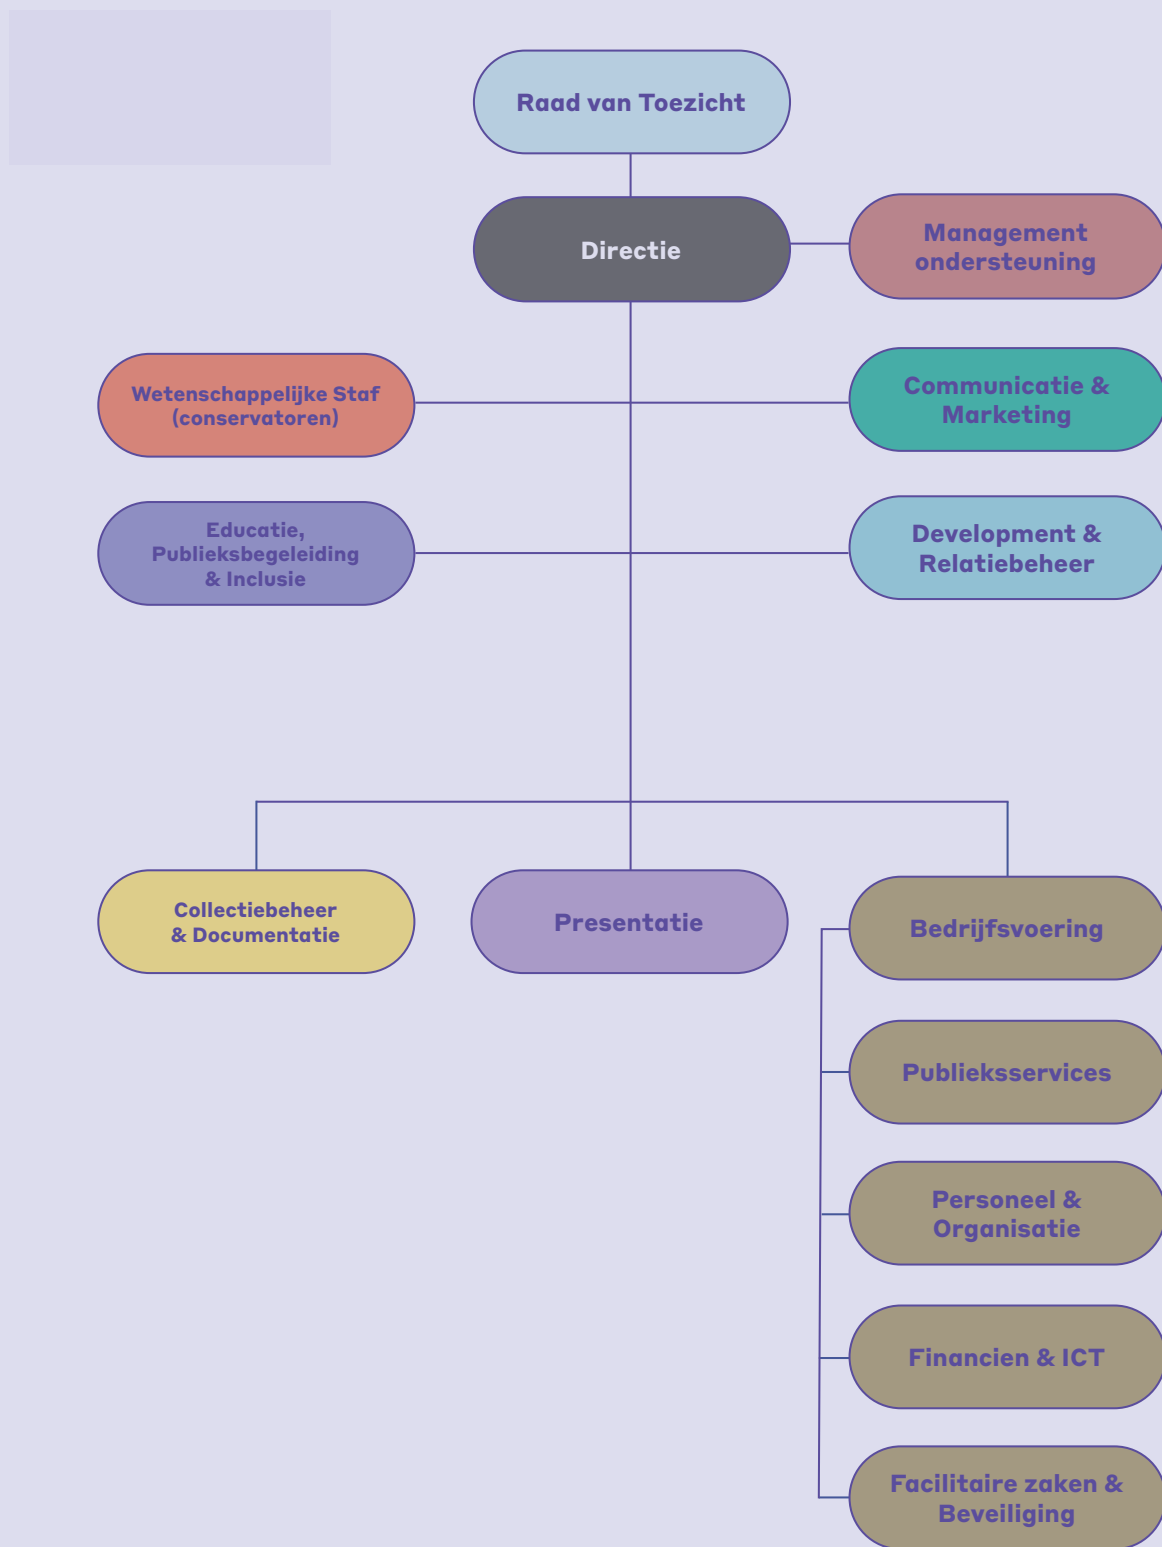 Raad van Toezicht
Directie
Management
ondersteuning
Wetenschappelijke Staf
(conservatoren)
Communicatie &
Marketing
Educatie,
Publieksbegeleiding
& Inclusie
Development &
Relatiebeheer
Collectiebeheer
& Documentatie
Presentatie
Bedrijfsvoering
Publieksservices
Personeel &
Organisatie
Financien & ICT
Facilitaire zaken &
Beveiliging